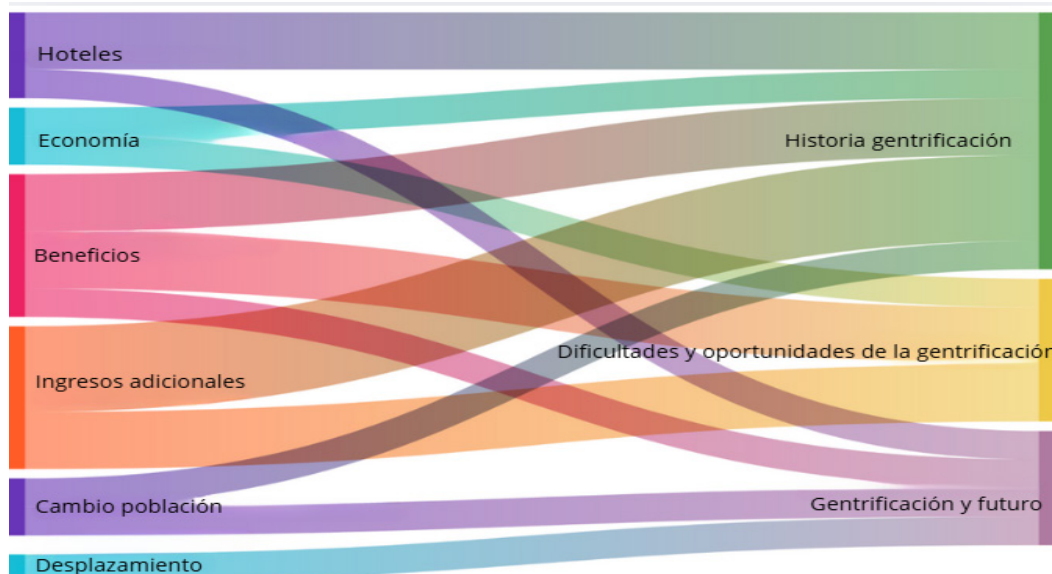 Hoteles
Economía
Historia gentrificación
Beneficios
Dificultades y oportunidades de la gentrificación
Ingresos adicionales
Cambio población
Gentrificación y futuro
Desplazamiento